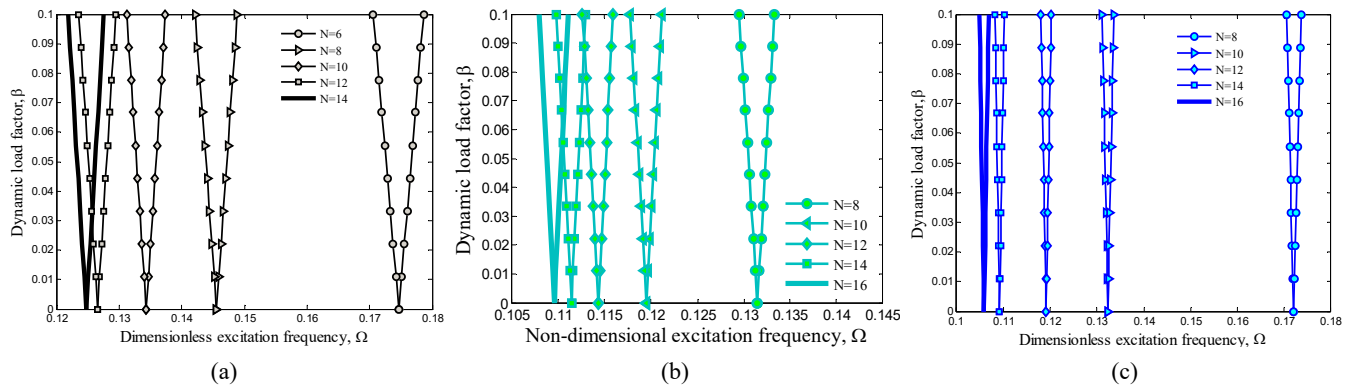 0.1
0.09
0.08
0.07
0.06
0.05
0.04
0.03
0.02
0.01
0
Dynamic load factor, β
N=6
N=8
N=10
N=12
N=14
0.12 0.13 0.14 0.15 0.16 0.17 0.18
Dimensionless excitation frequency, Ω
(a)
0.1
0.09
0.08
0.07
0.06
0.05
0.04
0.03
0.02
0.01
0
Dynamic load factor, β
N=8
N=10
N=12
N=14
N=16
0.105 0.11 0.115 0.12 0.125 0.13 0.135 0.14 0.145
Non-dimensional excitation frequency, Ω
(b)
0.1
0.09
0.08
0.07
0.06
0.05
0.04
0.03
0.02
0.01
0
Dynamic load factor, β
N=8
N=10
N=12
N=14
N=16
0.1 0.11 0.12 0.13 0.14 0.15 0.16 0.17 0.18
Dimensionless excitation frequency, Ω
(c)